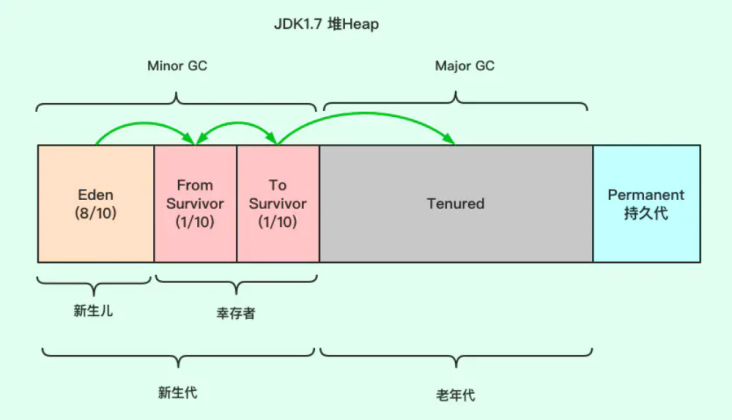 JDK1.7 堆Heap
Minor GC
Major GC
Eden
(8/10)
From
Survivor
(1/10)
To
Survivor
(1/10)
Tenured
Permanent
持久代
新生儿
幸存者
新生代
老年代